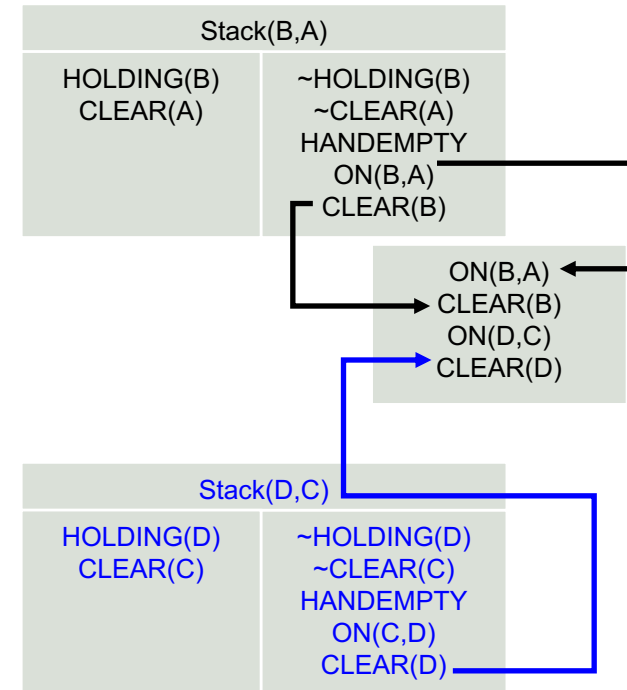 Stack(B,A)
HOLDING(B)
CLEAR(A)
~HOLDING(B)
~CLEAR(A)
HANDEMPTY
ON(B,A)
CLEAR(B)
ON(B,A)
CLEAR(B)
ON(D,C)
CLEAR(D)
Stack(D,C)
HOLDING(D)
CLEAR(C)
~HOLDING(D)
~CLEAR(C)
HANDEMPTY
ON(C,D)
CLEAR(D)